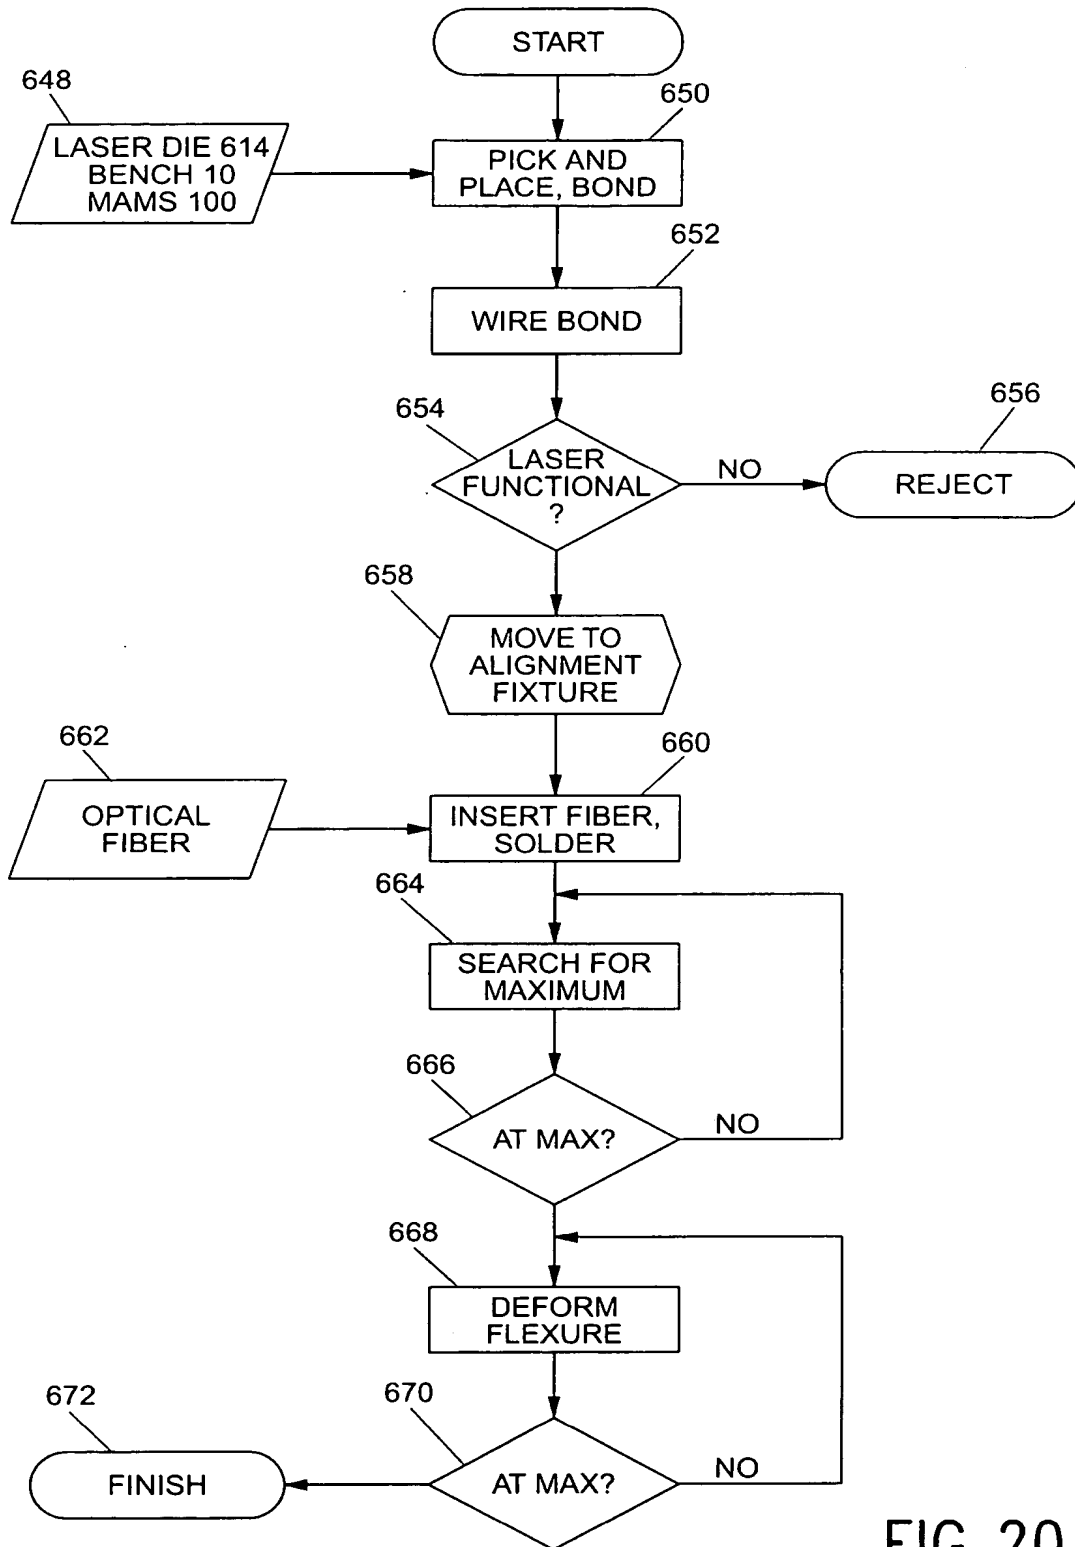 START
648
LASER DIE 614
BENCH 10
MAMS 100
650
PICK AND
PLACE, BOND
652
WIRE BOND
654
LASER
FUNCTIONAL
?
NO
656
REJECT
658
MOVE TO
ALIGNMENT
FIXTURE
662
OPTICAL
FIBER
660
INSERT FIBER,
SOLDER
664
SEARCH FOR
MAXIMUM
666
AT MAX?
NO
668
DEFORM
FLEXURE
670
AT MAX?
NO
672
FINISH
FIG. 20